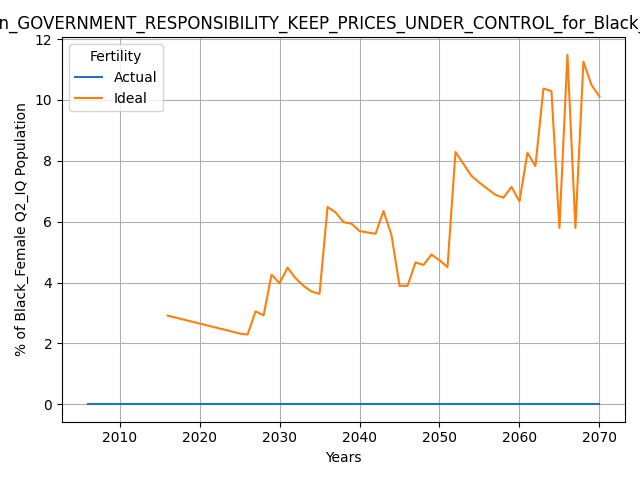 n_GOVERNMENT_RESPONSIBILITY_KEEP_PRICES_UNDER_CONTROL_for_Black_
Fertility
Actual
Ideal
% of Black_Female Q2_IQ Population
12
10
8
6
4
2
0
2010 2020 2030 2040 2050 2060 2070
Years